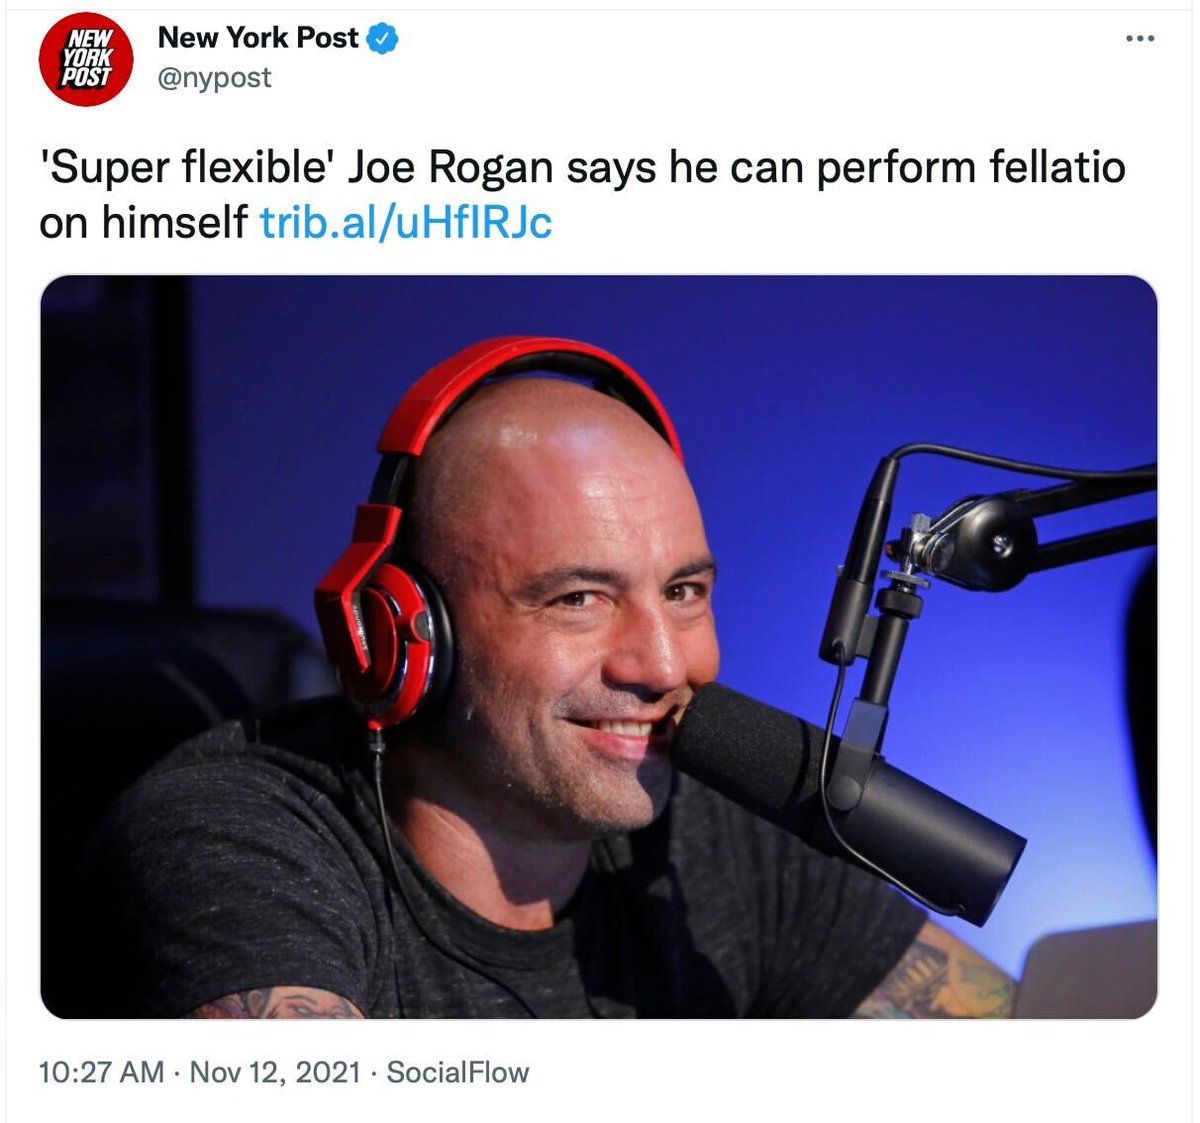 NEW
YORK
POST
New York Post
@nypost
'Super flexible' Joe Rogan says he can perform fellatio
on himself trib.al/uHfIRJc
10:27 AM · Nov 12, 2021 · SocialFlow